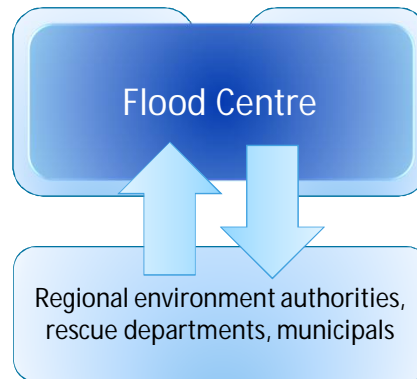 Flood Centre
Regional environment authorities,
rescue departments, municipals